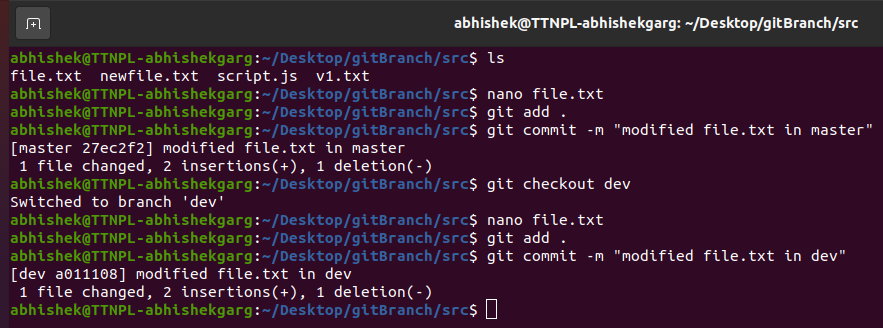 abhishek@TTNPL-abhishekgarg: ~/Desktop/gitBranch/src
abhishek@TTNPL-abhishekgarg:~/Desktop/gitBranch/src$ ls
file.txt  newfile.txt  script.js  v1.txt
abhishek@TTNPL-abhishekgarg:~/Desktop/gitBranch/src$ nano file.txt
abhishek@TTNPL-abhishekgarg:~/Desktop/gitBranch/src$ git add .
abhishek@TTNPL-abhishekgarg:~/Desktop/gitBranch/src$ git commit -m "modified file.txt in master"
[master 27ec2f2] modified file.txt in master
 1 file changed, 2 insertions(+), 1 deletion(-)
abhishek@TTNPL-abhishekgarg:~/Desktop/gitBranch/src$ git checkout dev
Switched to branch 'dev'
abhishek@TTNPL-abhishekgarg:~/Desktop/gitBranch/src$ nano file.txt
abhishek@TTNPL-abhishekgarg:~/Desktop/gitBranch/src$ git add .
abhishek@TTNPL-abhishekgarg:~/Desktop/gitBranch/src$ git commit -m "modified file.txt in dev"
[dev a011108] modified file.txt in dev
 1 file changed, 2 insertions(+), 1 deletion(-)
abhishek@TTNPL-abhishekgarg:~/Desktop/gitBranch/src$